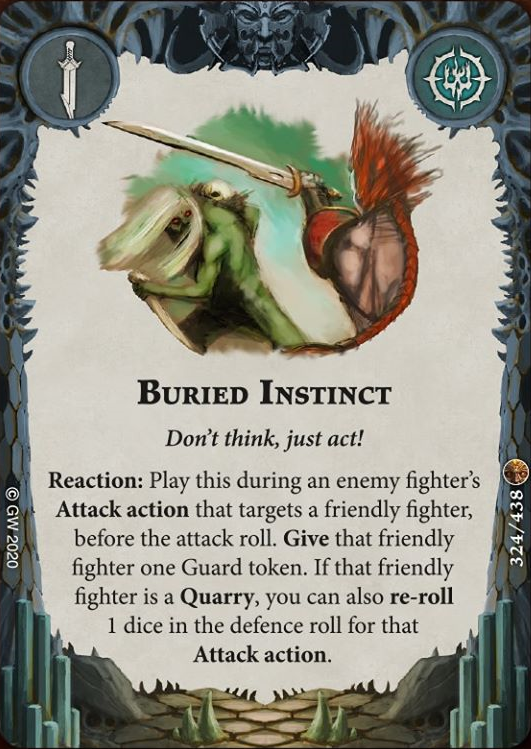 BURIED INSTINCT
Don't think, just act!
Reaction: Play this during an enemy fighter's
Attack action that targets a friendly fighter,
before the attack roll. Give that friendly
fighter one Guard token. If that friendly
fighter is a Quarry, you can also re-roll
1 dice in the defence roll for that
Attack action.
© GW 2020
324/438